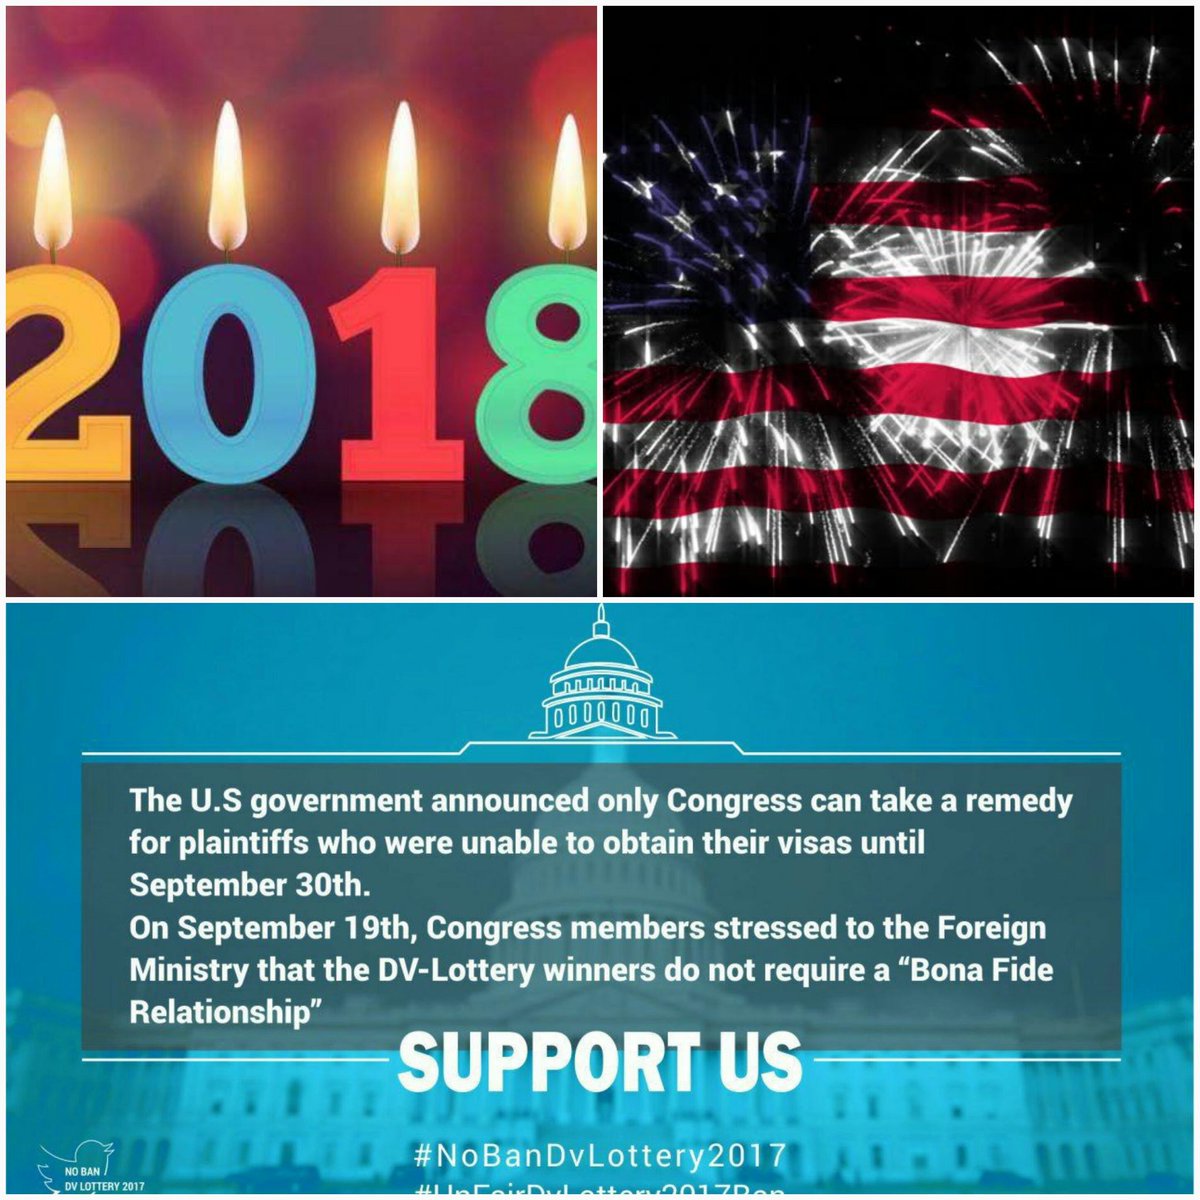 2018
The U.S government announced only Congress can take a remedy
for plaintiffs who were unable to obtain their visas until
September 30th.
On September 19th, Congress members stressed to the Foreign
Ministry that the DV-Lottery winners do not require a “Bona Fide
Relationship”
SUPPORT US
#NoBanDvLottery2017
NO BAN
DV LOTTERY 2017
#UnFairDvLottery2017Ban